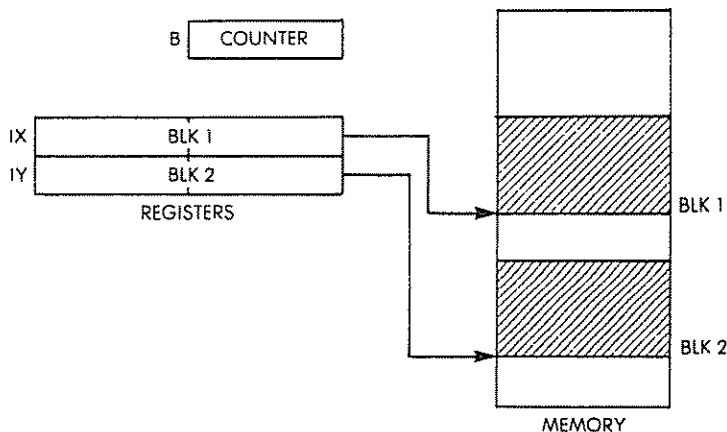 B COUNTER
IX BLK 1
IY BLK 2
REGISTERS
BLK 1
BLK 2
MEMORY